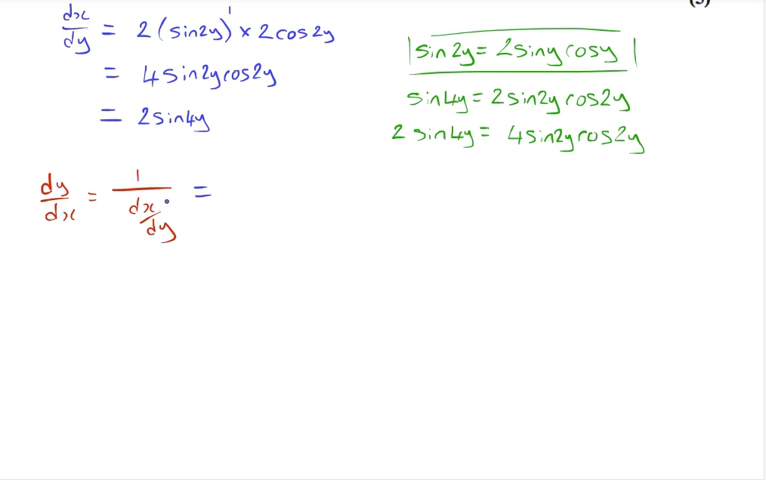 (3)
dx/dy = 2(sin2y)^1 × 2cos2y
= 4sin2ycos2y
= 2sin4y
sin2y = 2sinycosy
sin4y = 2sin2ycos2y
2sin4y = 4sin2ycos2y
dy/dx = 1/(dx/dy) =